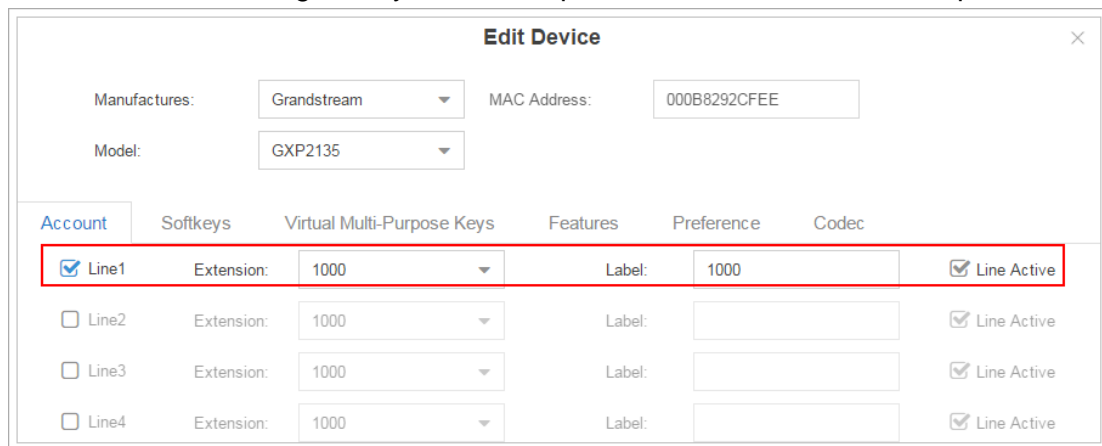 Edit Device
Manufactures: Grandstream MAC Address: 000B8292CFEE
Model: GXP2135
Account Softkeys Virtual Multi-Purpose Keys Features Preference Codec
Line1 Extension: 1000 Label: 1000 Line Active
Line2 Extension: 1000 Label: Line Active
Line3 Extension: 1000 Label: Line Active
Line4 Extension: 1000 Label: Line Active